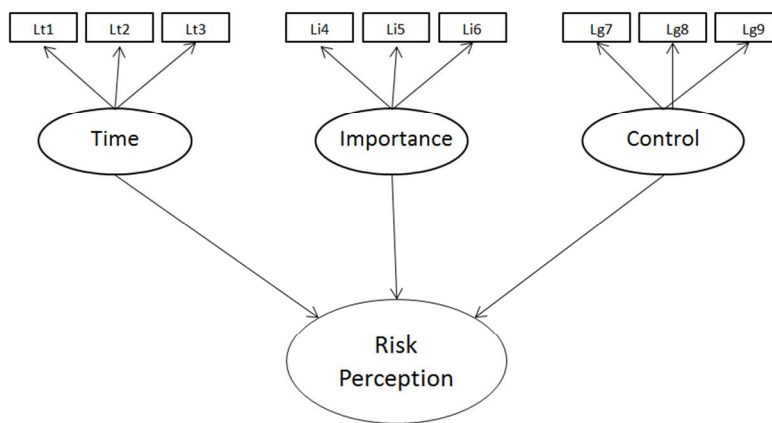 Lt1
Lt2
Lt3
Li4
Li5
Li6
Lg7
Lg8
Lg9
Time
Importance
Control
Risk
Perception